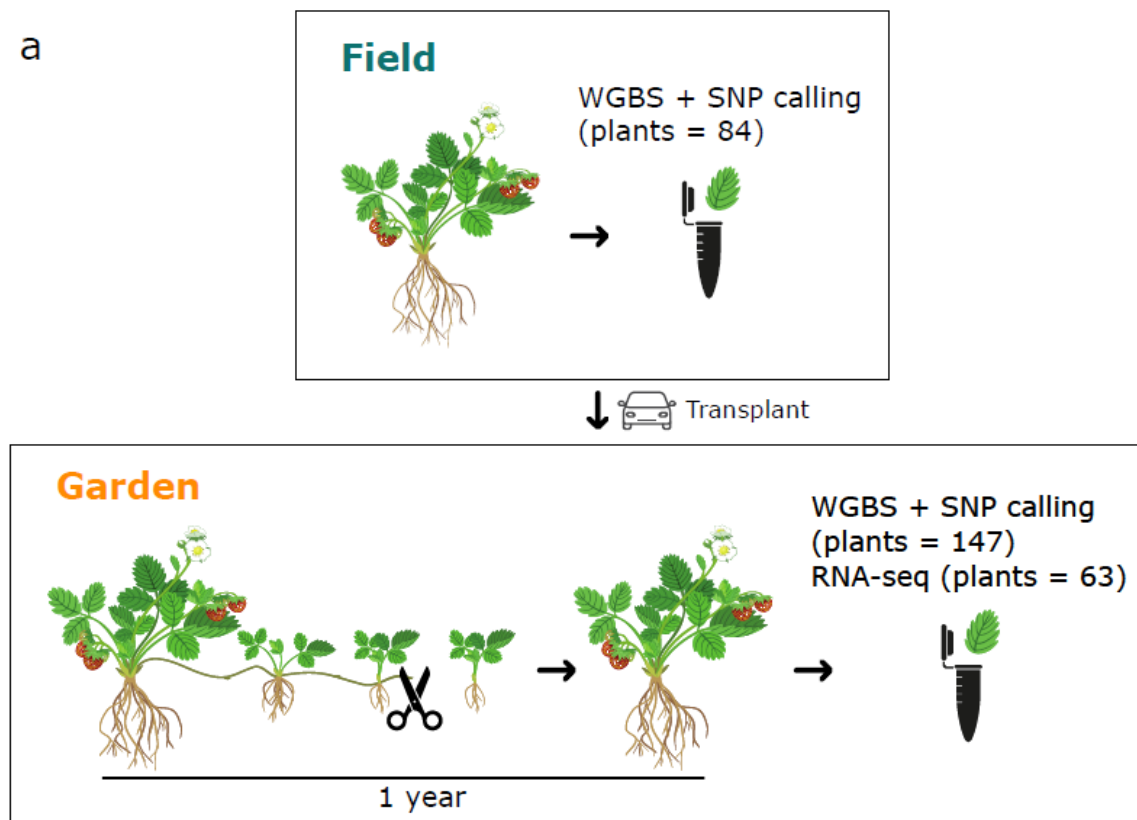 a
Field
WGBS + SNP calling
(plants = 84)
Transplant
Garden
WGBS + SNP calling
(plants = 147)
RNA-seq (plants = 63)
1 year